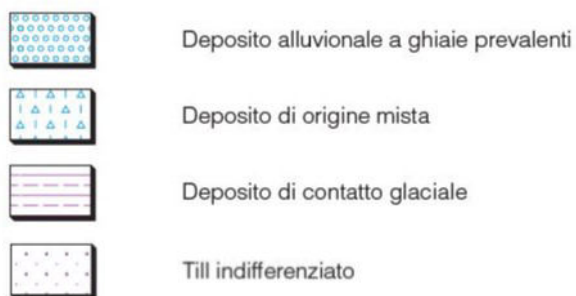 Deposito alluvionale a ghiaie prevalenti
Deposito di origine mista
Deposito di contatto glaciale
Till indifferenziato